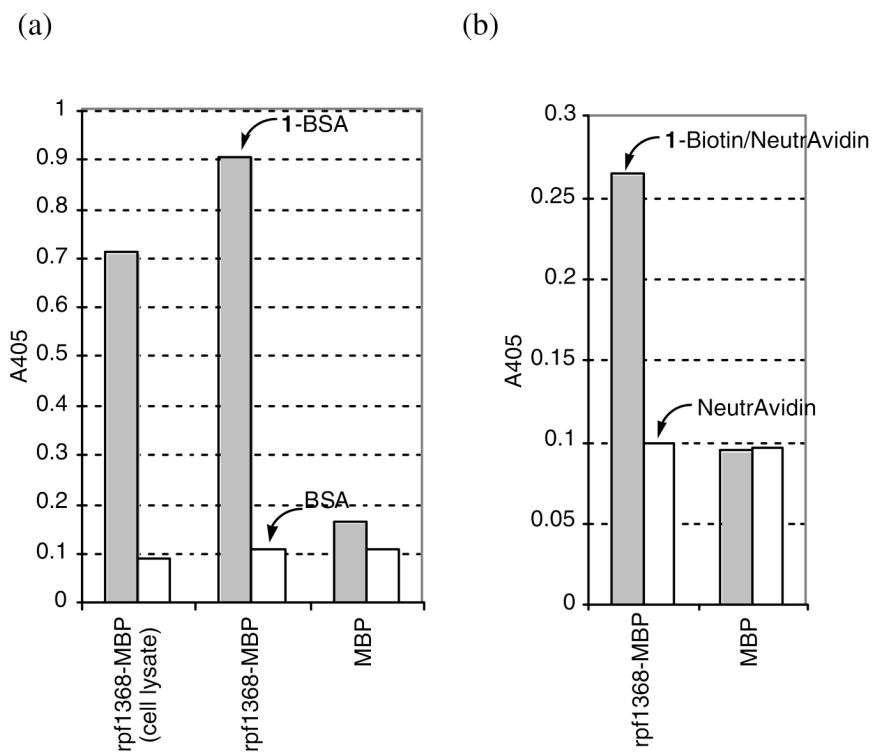 (a)
(b)
1
0.9
0.8
0.7
0.6
0.5
0.4
0.3
0.2
0.1
0
A405
1-BSA
BSA
rpf1368-MBP
(cell lysate)
rpf1368-MBP
MBP
0.3
0.25
0.2
0.15
0.1
0.05
0
A405
1-Biotin/NeutrAvidin
NeutrAvidin
rpf1368-MBP
MBP